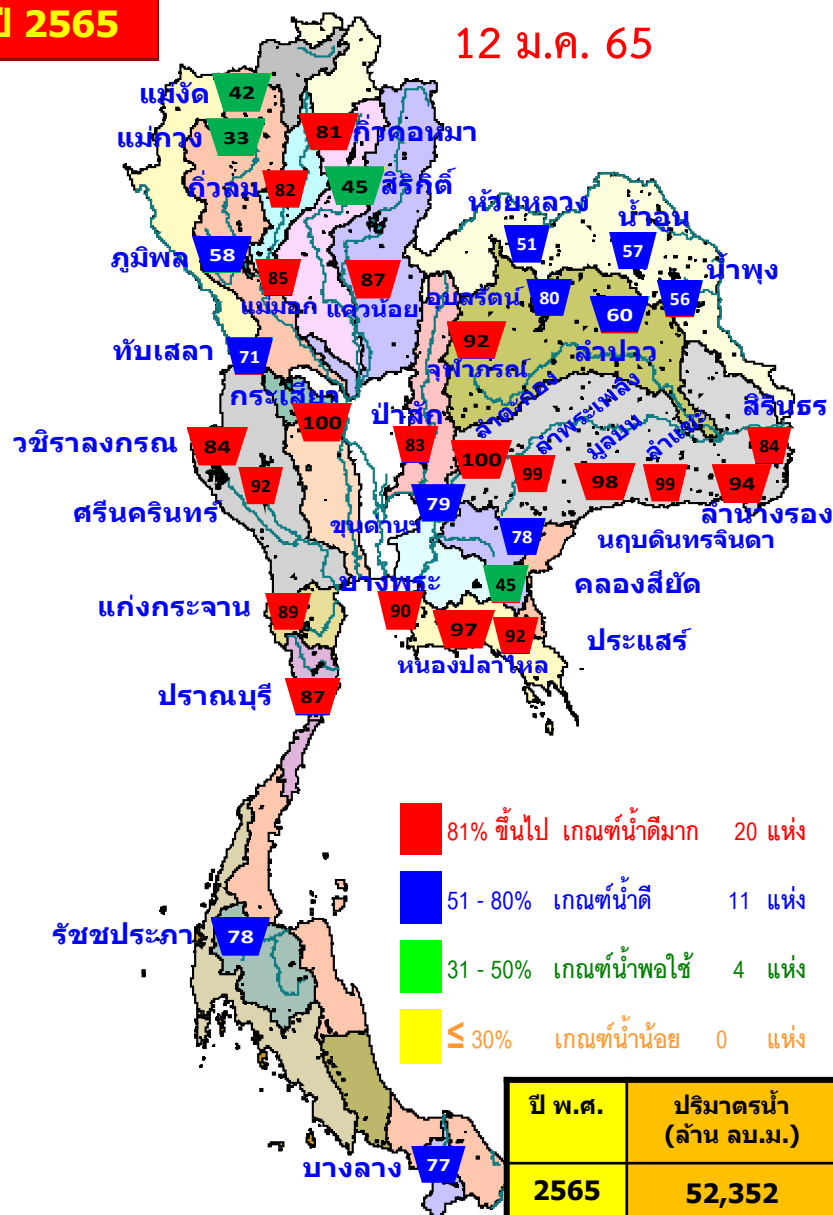 ปี 2565
12 ม.ค. 65
แม่งัด
42
แม่กวง
33
81
กิ่วคอหมา
กิ่วลม
82
45
สิริกิติ์
ห้วยหลวง
51
น้ำอูน
57
น้ำพุง
56
ภูมิพล
58
85
แม่มอก
87
แควน้อย
อุบลรัตน์
80
60
ลำปาว
92
จุฬาภรณ์
ทับเสลา
71
กระเสียว
100
ป่าสัก
83
ลำตะคอง
100
ลำพระเพลิง
99
มูลบน
98
ลำแชะ
99
สิรินธร
84
94
ลำนางรอง
วชิราลงกรณ
84
92
ศรีนครินทร์
79
ขุนด่านฯ
78
นฤบดินทรจินดา
บางพระ
45
คลองสียัด
แก่งกระจาน
89
90
97
92
ประแสร์
หนองปลาไหล
ปราณบุรี
87
81% ขึ้นไป เกณฑ์น้ำดีมาก 20 แห่ง
51 - 80% เกณฑ์น้ำดี 11 แห่ง
31 - 50% เกณฑ์น้ำพอใช้ 4 แห่ง
≤ 30% เกณฑ์น้ำน้อย 0 แห่ง
รัชชประภา
78
บางลาง
77
ปี พ.ศ. ปริมาตรน้ำ
(ล้าน ลบ.ม.)
2565 52,352